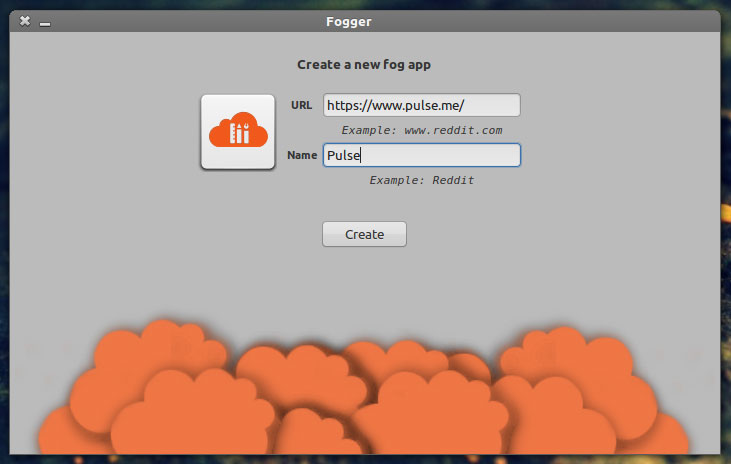 Fogger
Create a new fog app
URL https://www.pulse.me/
Example: www.reddit.com
Name Pulse
Example: Reddit
Create